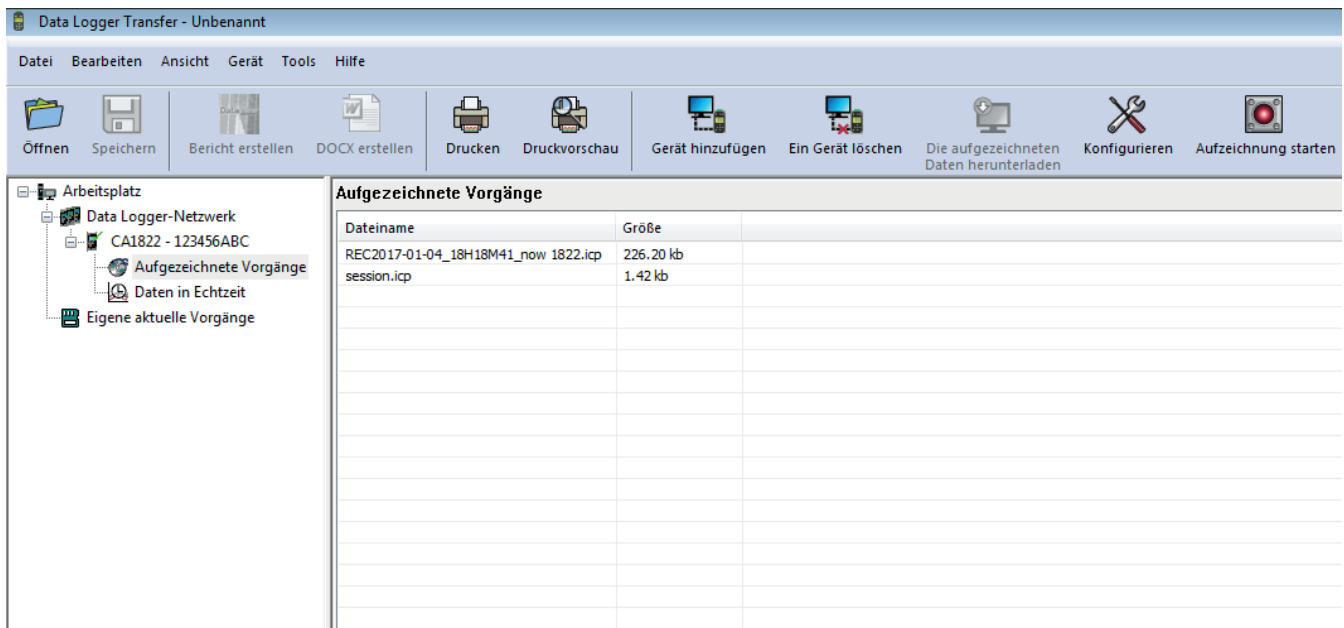 Data Logger Transfer - Unbenannt
Datei Bearbeiten Ansicht Gerät Tools Hilfe
Öffnen Speichern Bericht erstellen DOCX erstellen Drucken Druckvorschau Gerät hinzufügen Ein Gerät löschen Die aufgezeichneten Daten herunterladen Konfigurieren Aufzeichnung starten
Arbeitsplatz
Data Logger-Netzwerk
CA1822 - 123456ABC
Aufgezeichnete Vorgänge
Daten in Echtzeit
Eigene aktuelle Vorgänge
Aufgezeichnete Vorgänge
Dateiname Größe
REC2017-01-04_18H18M41_now 1822.icp 226.20 kb
session.icp 1.42 kb